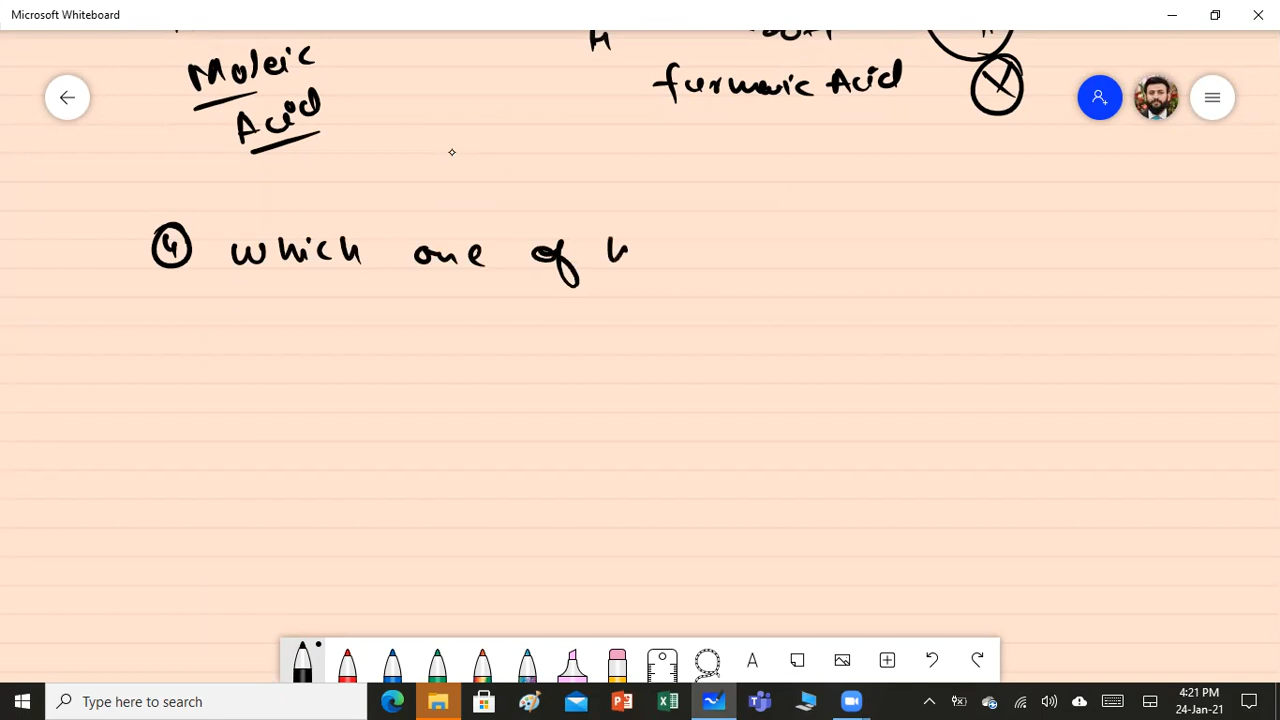 Microsoft Whiteboard
H
Maleic
Acid
furmaric Acid
④ which one of
Type here to search
4:21 PM
24-Jan-21